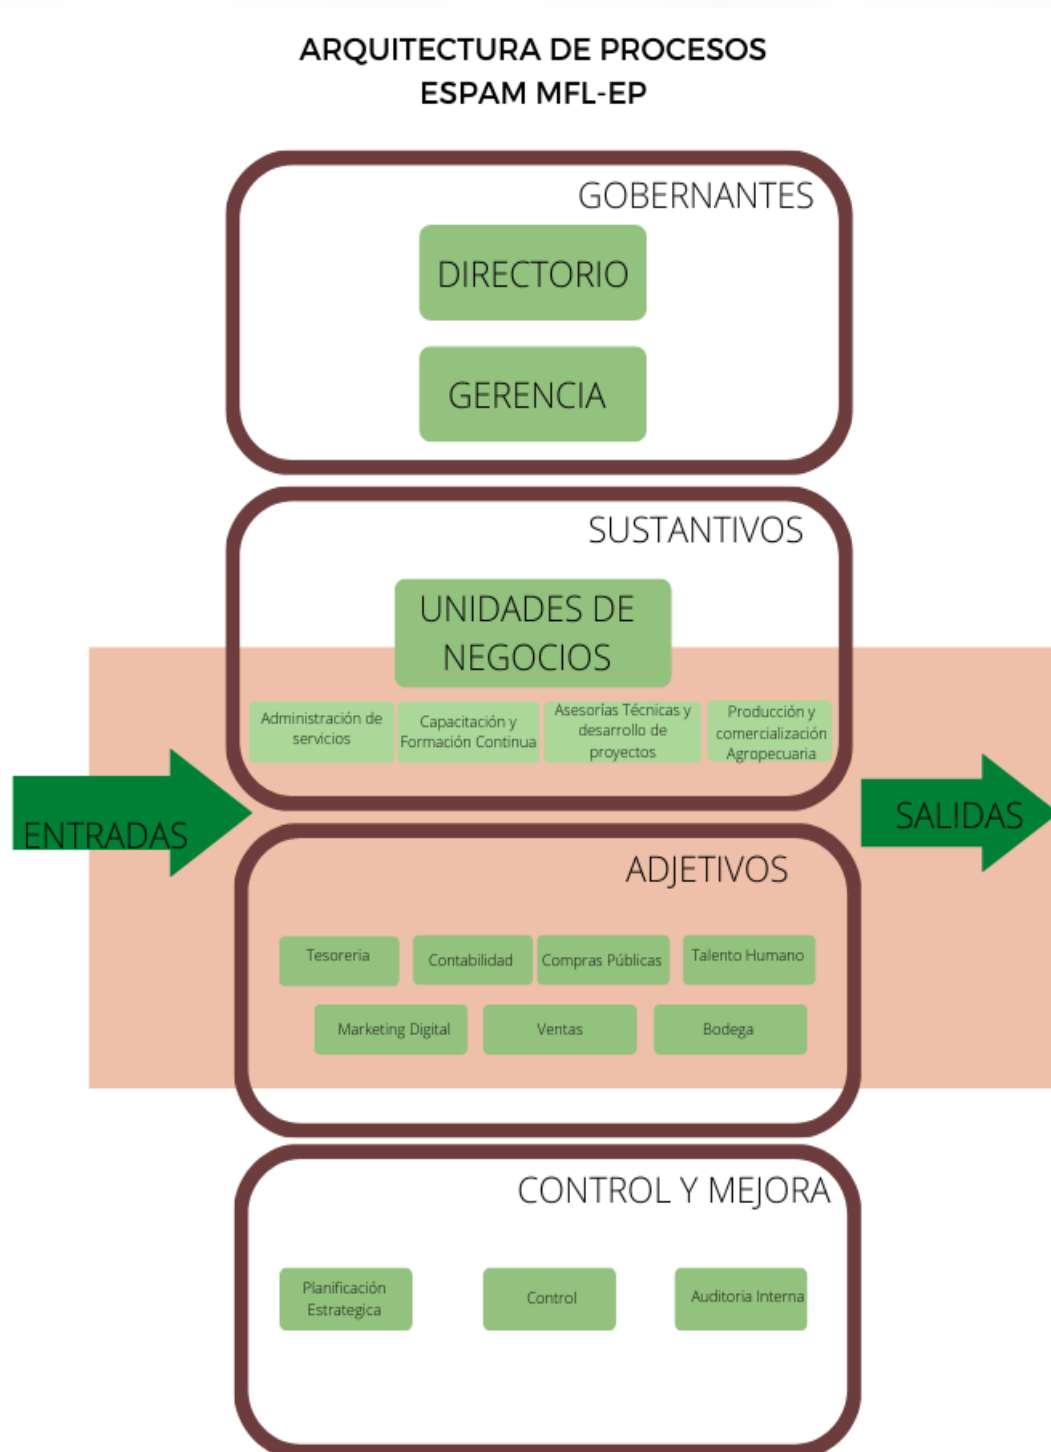 ARQUITECTURA DE PROCESOS
ESPAM MFL-EP
GOBERNANTES
DIRECTORIO
GERENCIA
SUSTANTIVOS
UNIDADES DE
NEGOCIOS
Administración de
servicios
Capacitación y
Formación Continua
Asesorías Técnicas y
desarrollo de
proyectos
Producción y
comercialización
Agropecuaria
ENTRADAS
SALIDAS
ADJETIVOS
Tesoreria
Contabilidad
Compras Públicas
Talento Humano
Marketing Digital
Ventas
Bodega
CONTROL Y MEJORA
Planificación
Estrategica
Control
Auditoria Interna